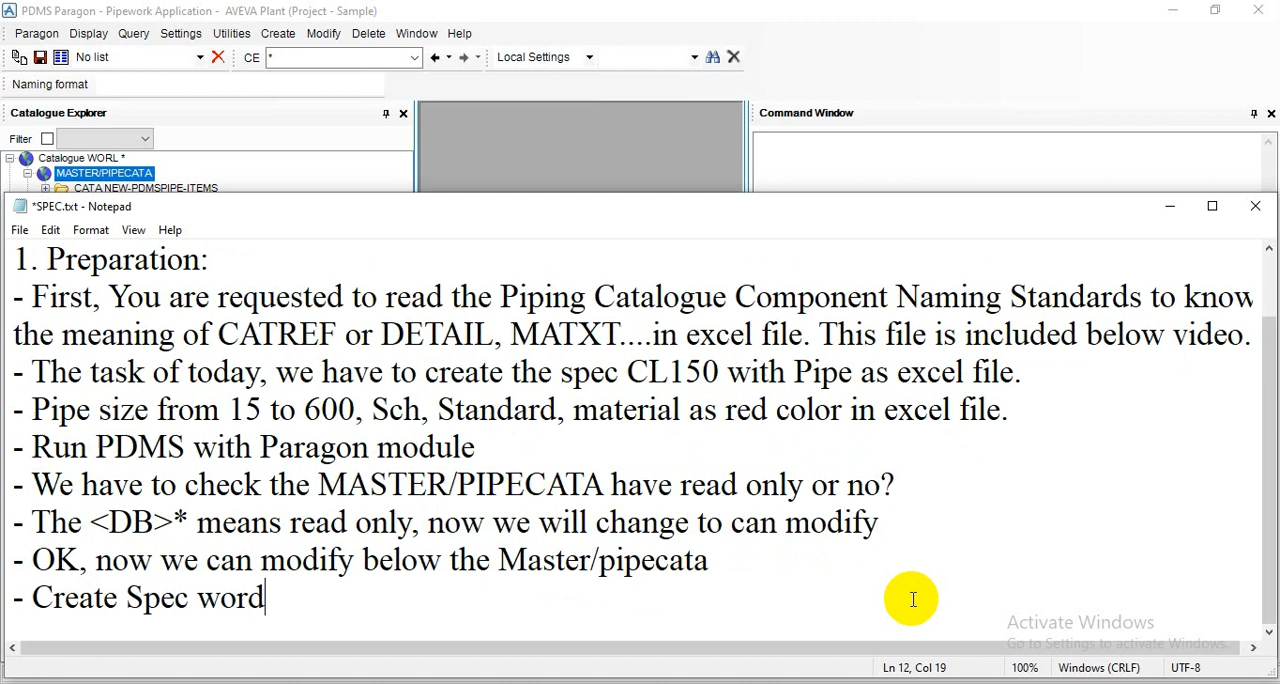 PDMS Paragon - Pipework Application - AVEVA Plant (Project - Sample)
Paragon Display Query Settings Utilities Create Modify Delete Window Help
No list CE * Local Settings
Naming format
Catalogue Explorer
Command Window
Filter
Catalogue WORL *
MASTER/PIPECATA
CATA NEW-PDMSPIPE-ITEMS
*SPEC.txt - Notepad
File Edit Format View Help
1. Preparation:
- First, You are requested to read the Piping Catalogue Component Naming Standards to know
the meaning of CATREF or DETAIL, MATXT....in excel file. This file is included below video.
- The task of today, we have to create the spec CL150 with Pipe as excel file.
- Pipe size from 15 to 600, Sch, Standard, material as red color in excel file.
- Run PDMS with Paragon module
- We have to check the MASTER/PIPECATA have read only or no?
- The <DB>* means read only, now we will change to can modify
- OK, now we can modify below the Master/pipecata
- Create Spec word
Activate Windows
Go to Settings to activate Windows.
Ln 12, Col 19 100% Windows (CRLF) UTF-8